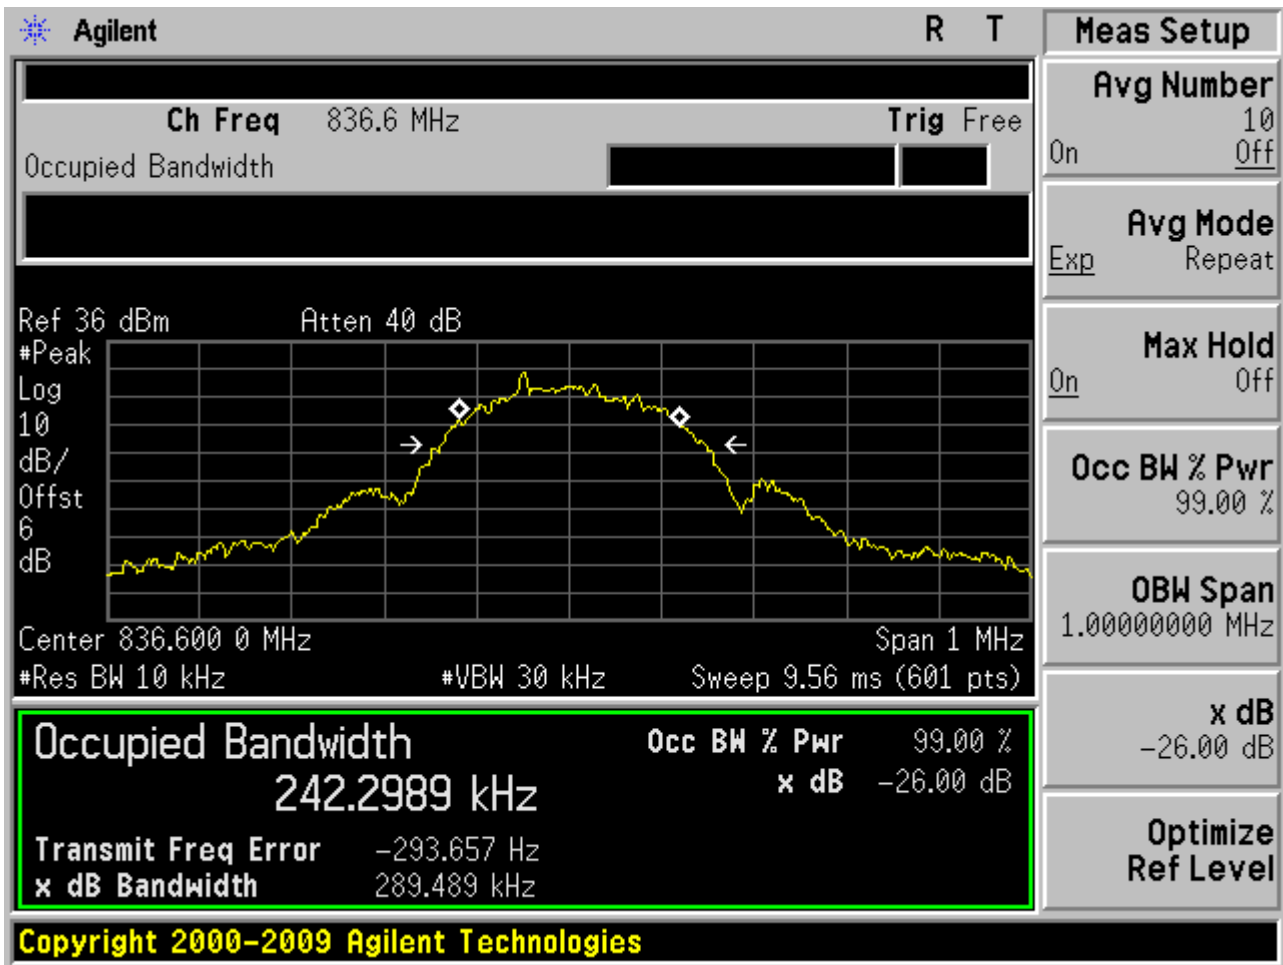 Agilent R T
Ch Freq 836.6 MHz Trig Free
Occupied Bandwidth
Ref 36 dBm Atten 40 dB
#Peak
Log
10
dB/
Offst
6
dB
Center 836.600 0 MHz Span 1 MHz
#Res BW 10 kHz #VBW 30 kHz Sweep 9.56 ms (601 pts)
Occupied Bandwidth
242.2989 kHz
Occ BW % Pwr 99.00 %
x dB -26.00 dB
Transmit Freq Error -293.657 Hz
x dB Bandwidth 289.489 kHz
Copyright 2000-2009 Agilent Technologies
Meas Setup
Avg Number
10
On Off
Avg Mode
Exp Repeat
Max Hold
On Off
Occ BW % Pwr
99.00 %
OBW Span
1.00000000 MHz
x dB
-26.00 dB
Optimize
Ref Level